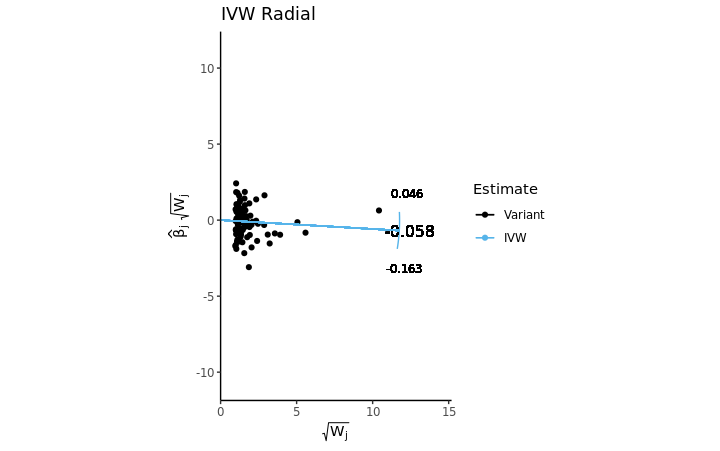 IVW Radial
10
5
0
-5
-10
β̂j √Wj
0.046
-0.058
-0.163
0
5
10
15
√Wj
Estimate
Variant
IVW